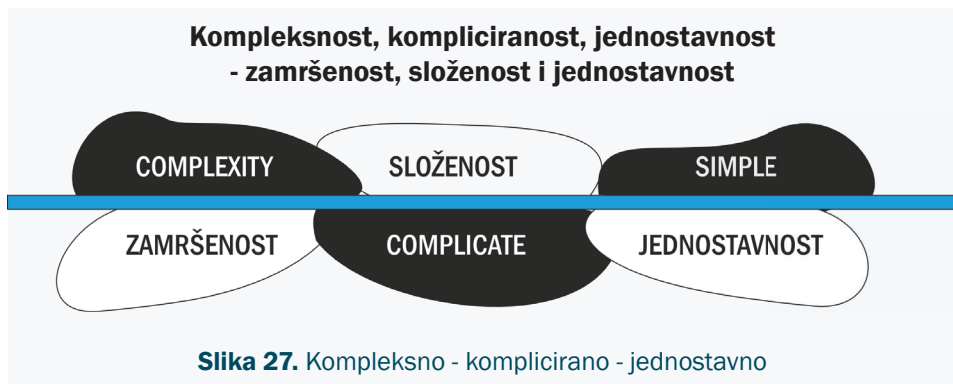 Kompleksnost, kompliciranost, jednostavnost
- zamršenost, složenost i jednostavnost
COMPLEXITY
SLOŽENOST
SIMPLE
ZAMRŠENOST
COMPLICATE
JEDNOSTAVNOST
Slika 27. Kompleksno - komplicirano - jednostavno